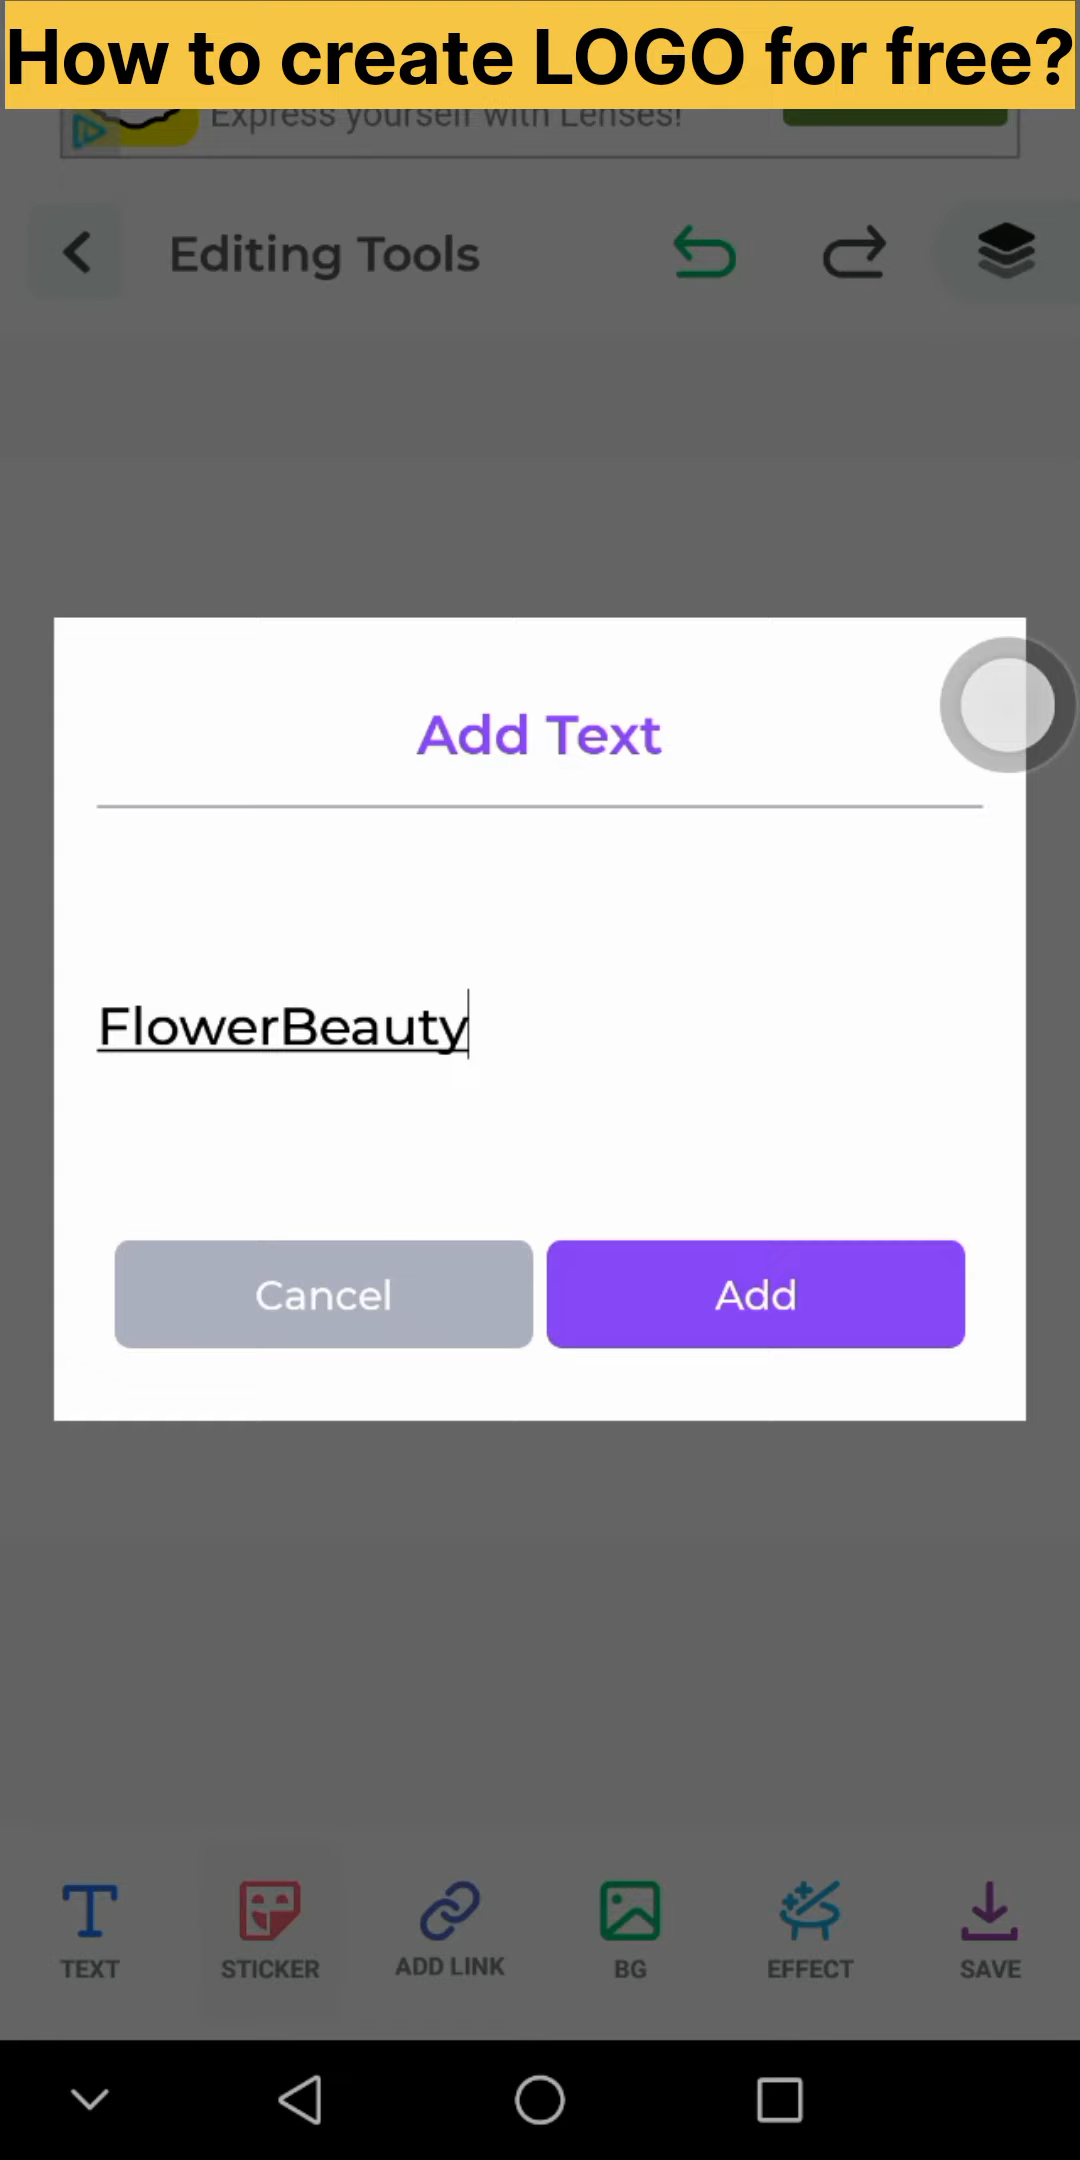 How to create LOGO for free?
Express yourself with Lenses!
Editing Tools
Add Text
FlowerBeauty
Cancel
Add
TEXT
STICKER
ADD LINK
BG
EFFECT
SAVE